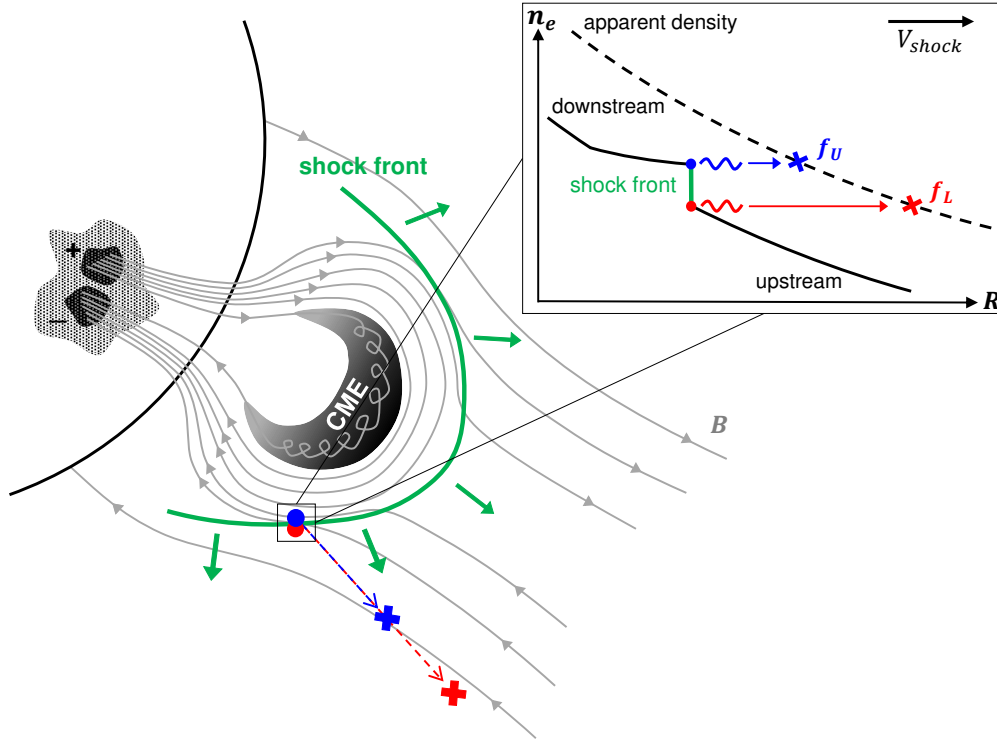 n_e
apparent density
V_shock
downstream
f_U
shock front
f_L
upstream
R
shock front
+
−
CME
B